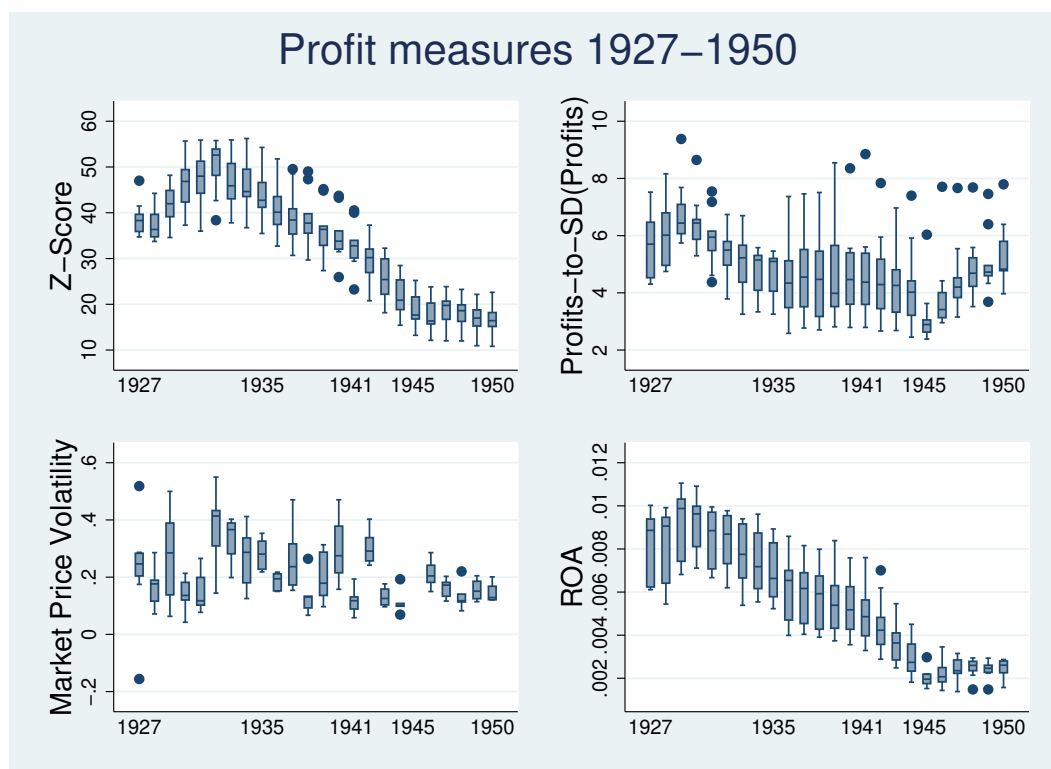 Profit measures 1927–1950
Z−Score
60
50
40
30
20
10
1927 1935 1941 1945 1950
Profits−to−SD(Profits)
10
8
6
4
2
1927 1935 1941 1945 1950
Market Price Volatility
.6
.4
.2
0
−.2
1927 1935 1941 1945 1950
ROA
.012
.01
.008
.006
.004
.002
1927 1935 1941 1945 1950